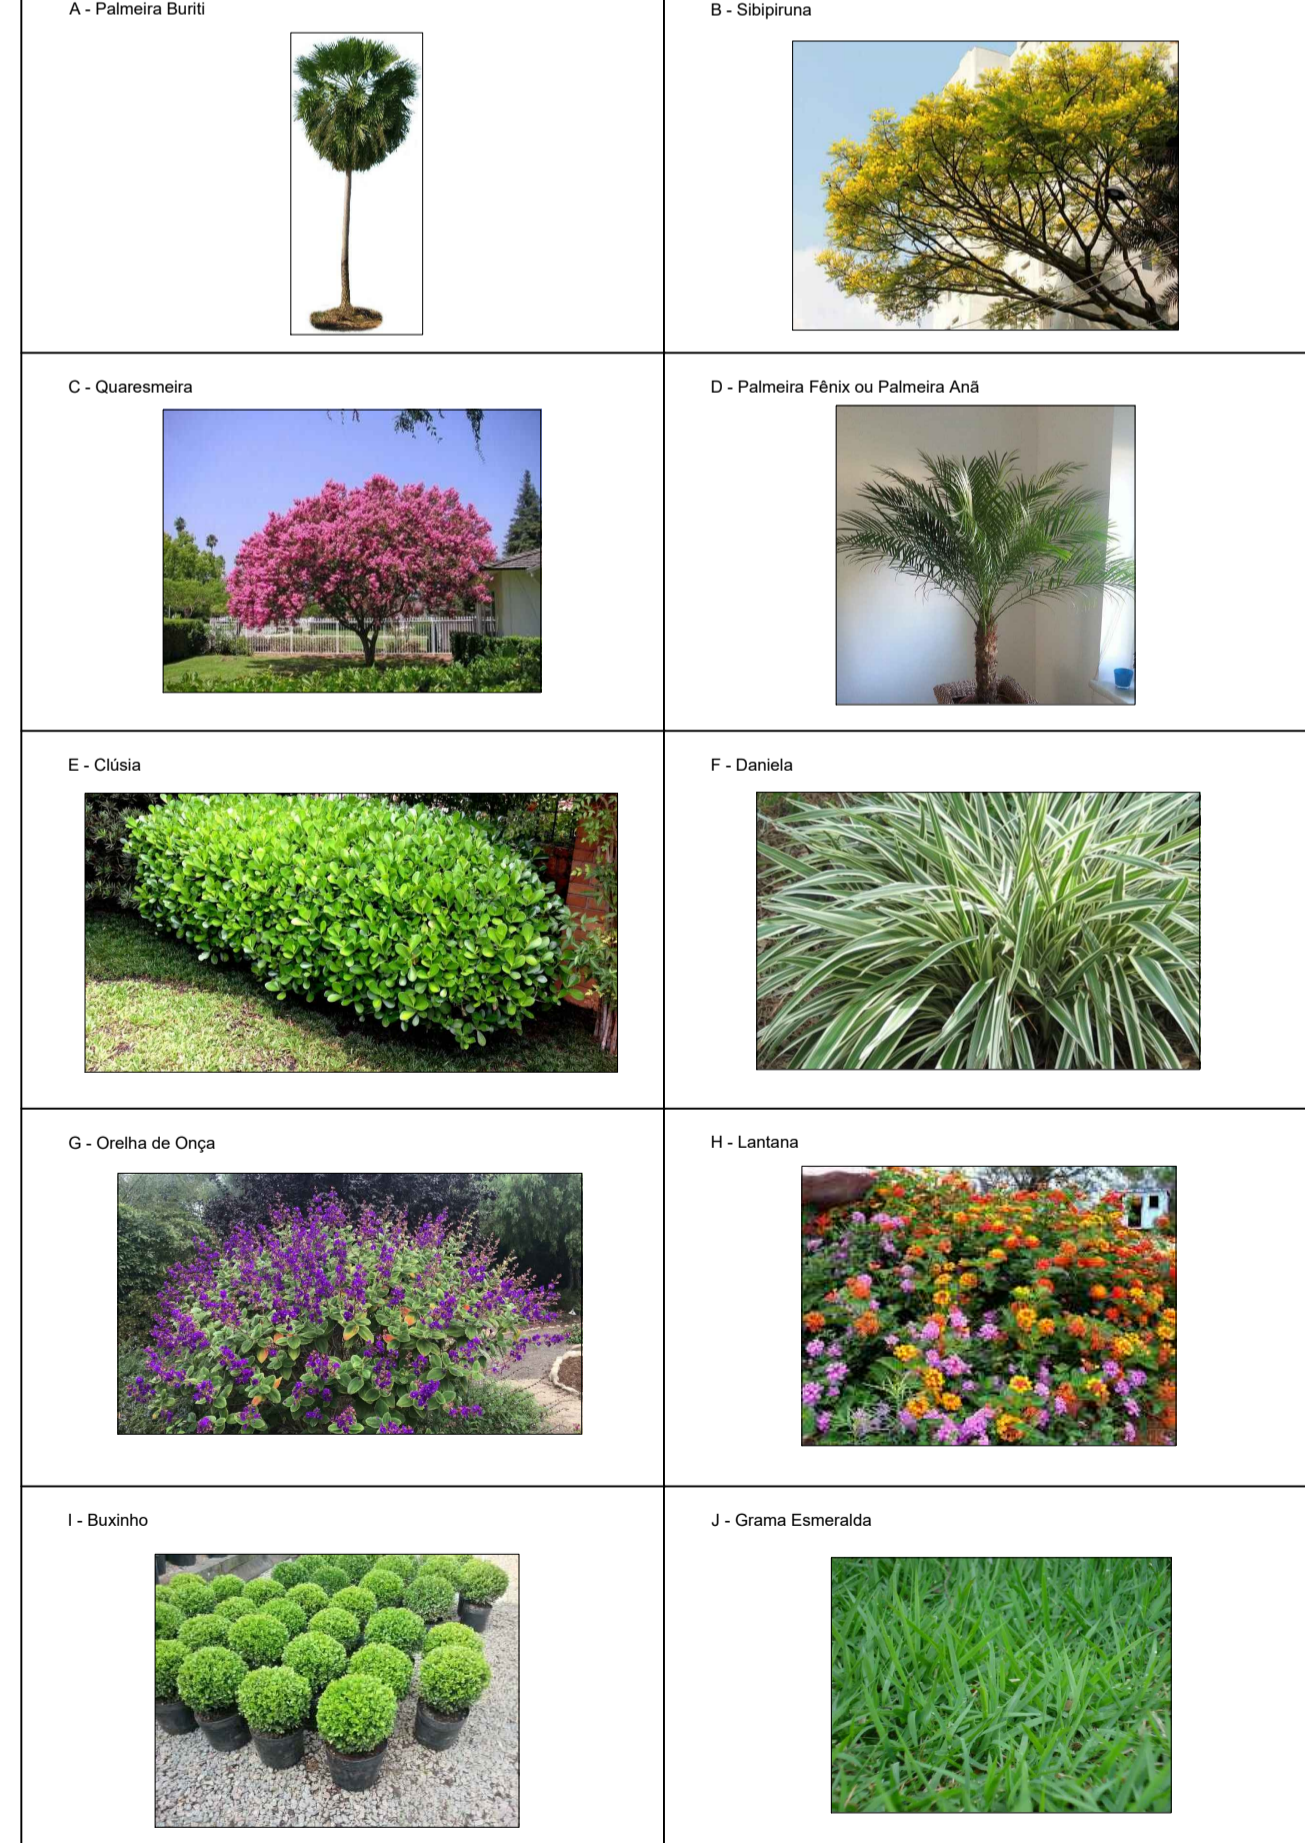 A - Palmeira Buriti
B - Sibipiruna
C - Quaresmeira
D - Palmeira Fênix ou Palmeira Anã
E - Clúsia
F - Daniela
G - Orelha de Onça
H - Lantana
I - Buxinho
J - Grama Esmeralda